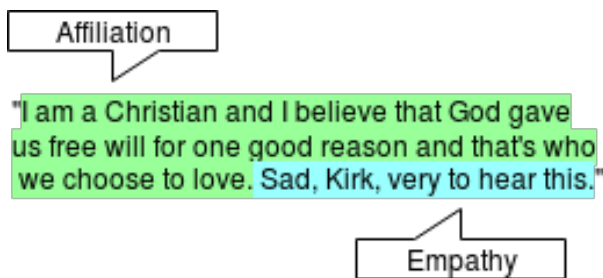 Affiliation
"I am a Christian and I believe that God gave
us free will for one good reason and that's who
we choose to love. Sad, Kirk, very to hear this."
Empathy